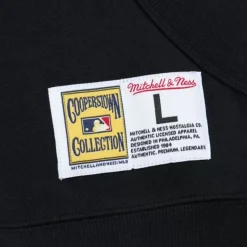 COOPERSTOWN
COLLECTION
MITCHELLANDNESS/MLB
Mitchell & Ness
L
MITCHELL & NESS NOSTALGIA CO.
AUTHENTIC LICENSED APPAREL
DESIGNED IN PHILADELPHIA, PA
ESTABLISHED 1904
AUTHENTIC. PREMIUM. LEGENDARY.